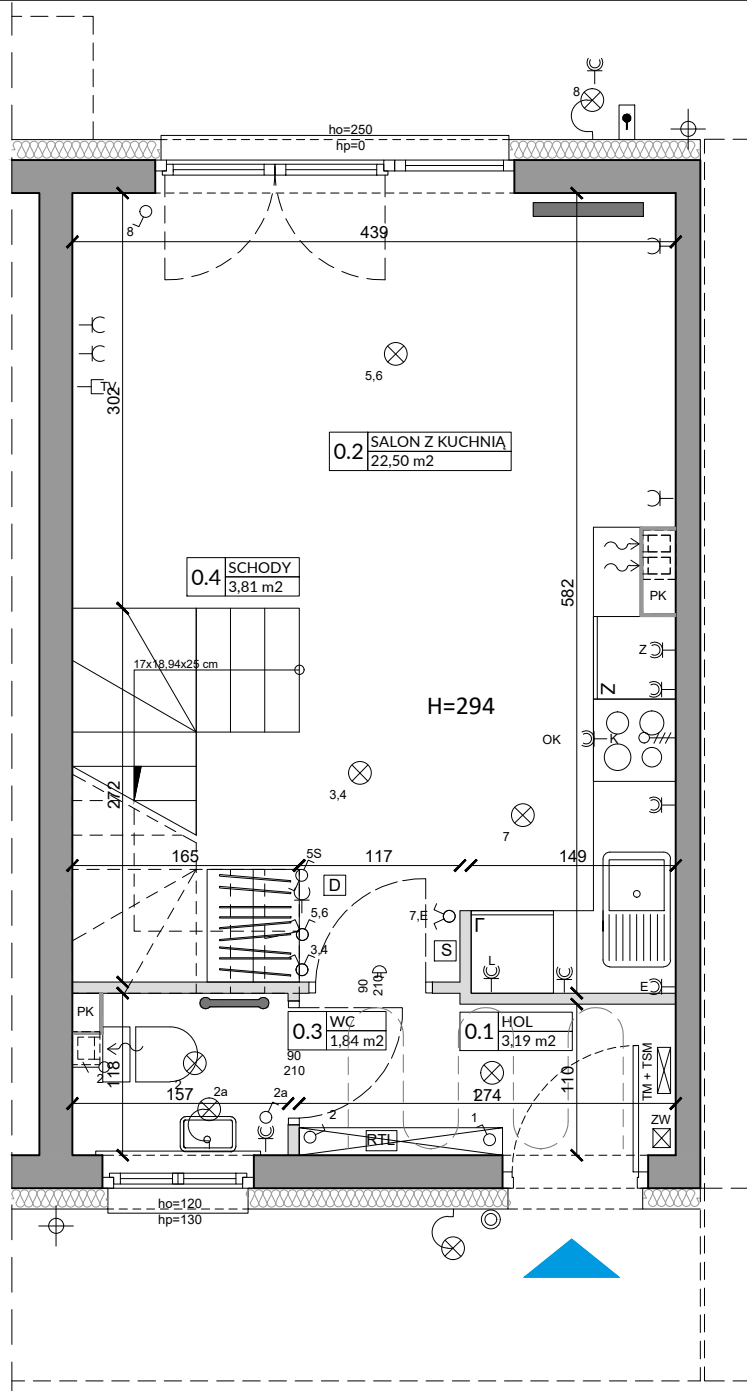 8
ho=250
hp=0
8
439
5,6
TV
302
0.2
SALON Z KUCHNIĄ
22,50 m2
582
0.4
SCHODY
3,81 m2
PK
17x18,94x25 cm
Z
Z
H=294
OK
K
3,4
272
7
165
5S
117
149
D
5,6
7,E
3,4
S
L
90
210
E
PK
0.3
WC
1,84 m2
0.1
HOL
3,19 m2
90
210
2
118
2
2a
157
2a
274
110
TM + TSM
2
RTL
1
ZW
ho=120
hp=130